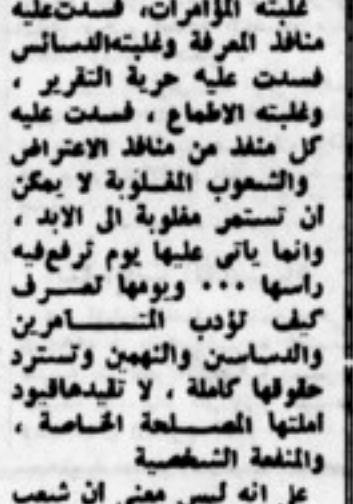 غلبته المؤامرات، فسدت عليه
منافذ المعرفة وغلبته الدسائس
فسدت عليه حرية التقرير ،
وغلبته الاطماع ، فسدت عليه
كل منفذ من منافذ الاعتراض
والشعوب المغلوبة لا يمكن
ان تستمر مغلوبة الى الابد ،
وانما ياتي عليها يوم ترفع فيه
راسها ••• ويومها تعرف
كيف تؤدب المتآمرين
والدساسين والنهمين وتسترد
حقوقها كاملة ، لا تقيدها قيود
املتها المصلحة الخاصة ،
والمنفعة الشخصية
على انه ليس معنى ان شعب